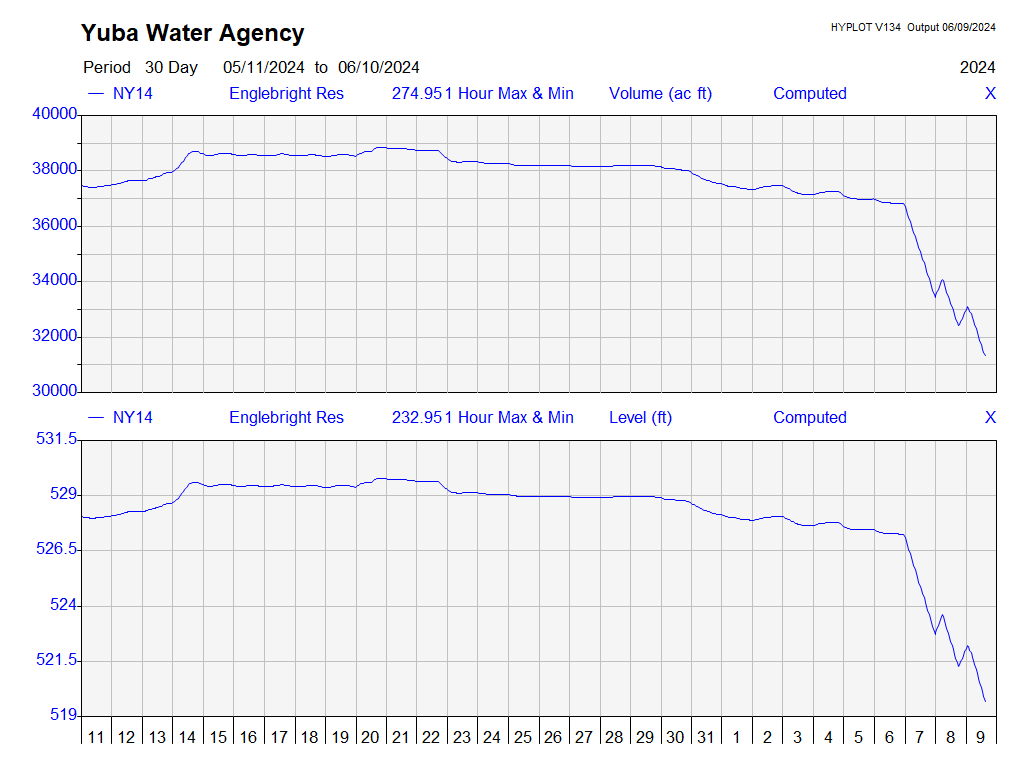 Yuba Water Agency
HYPLOT V134 Output 06/09/2024
Period 30 Day 05/11/2024 to 06/10/2024
2024
NY14 Englebright Res 274.95 1 Hour Max & Min Volume (ac ft) Computed X
40000
38000
36000
34000
32000
30000
NY14 Englebright Res 232.95 1 Hour Max & Min Level (ft) Computed X
531.5
529
526.5
524
521.5
519
11 12 13 14 15 16 17 18 19 20 21 22 23 24 25 26 27 28 29 30 31 1 2 3 4 5 6 7 8 9